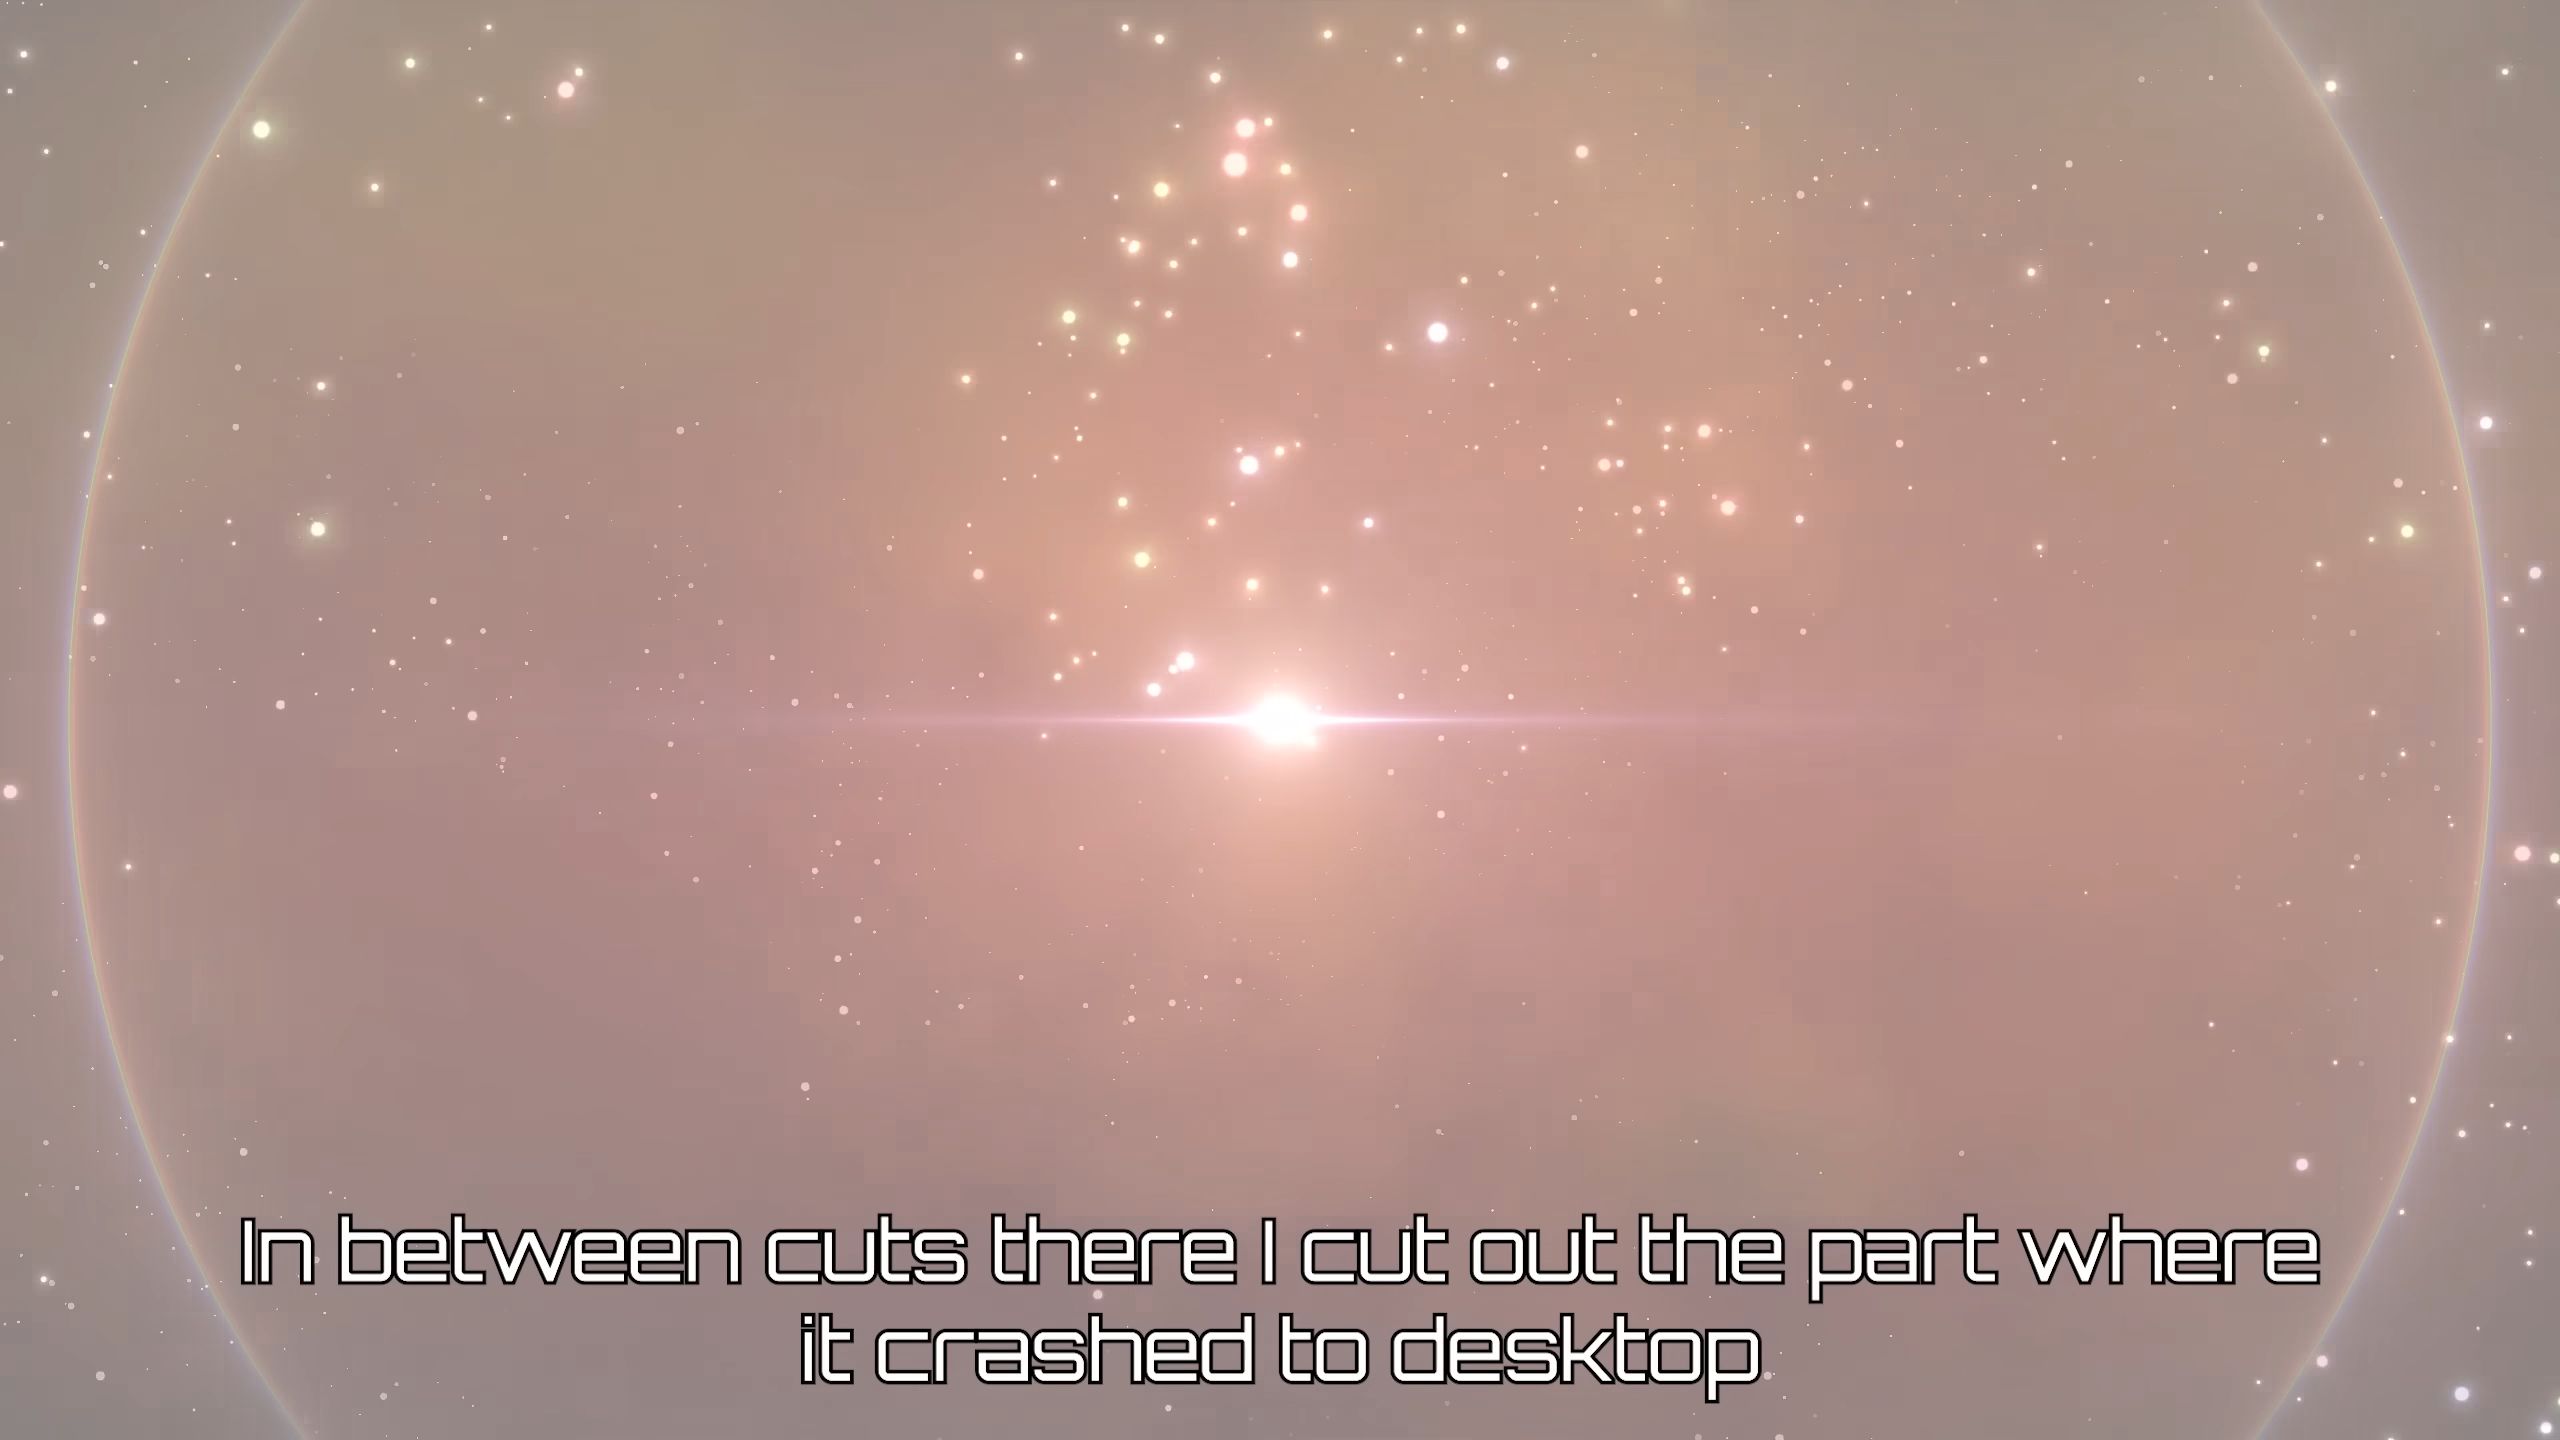 In between cuts there I cut out the part where
it crashed to desktop